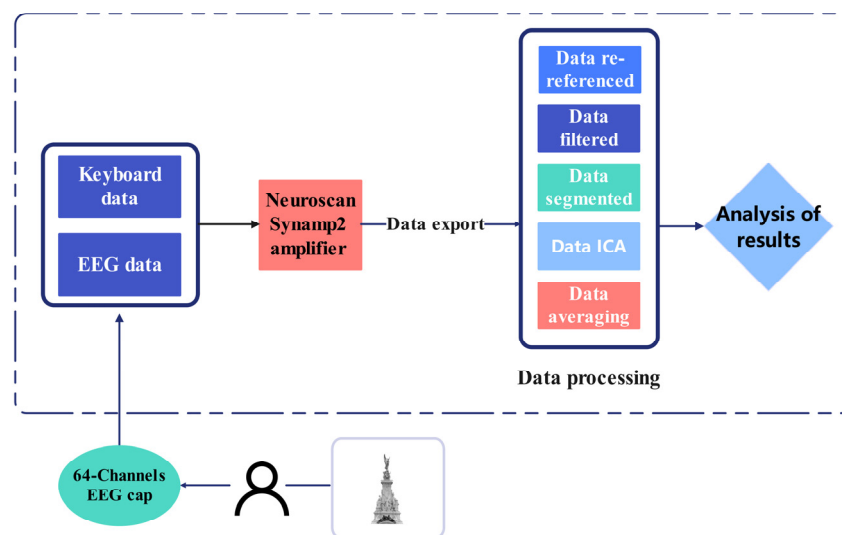 Data re-
referenced
Data
filtered
Data
segmented
Data ICA
Data
averaging
Data processing
Keyboard
data
EEG data
Neuroscan
Synamp2
amplifier
Data export
Analysis of
results
64-Channels
EEG cap